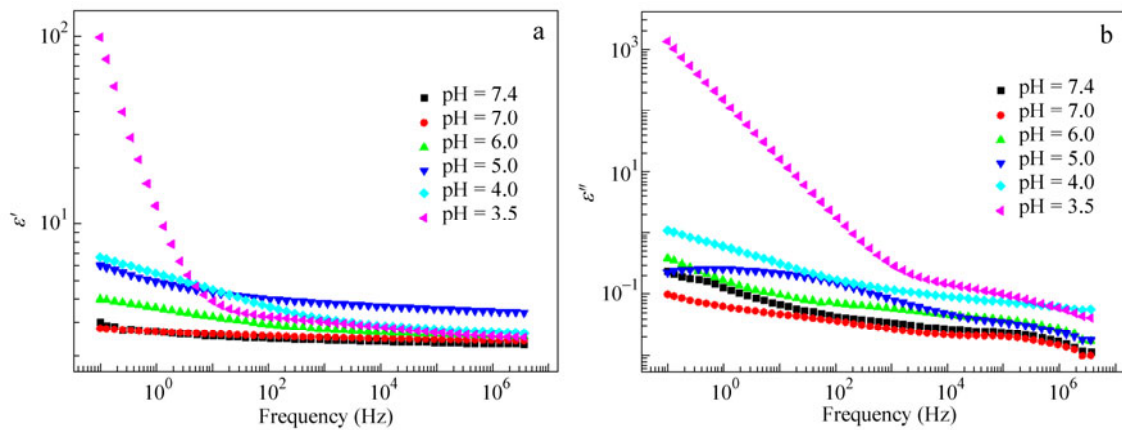 a
10²
10¹
ε′
pH = 7.4
pH = 7.0
pH = 6.0
pH = 5.0
pH = 4.0
pH = 3.5
10⁰ 10² 10⁴ 10⁶
Frequency (Hz)
b
10³
10¹
10⁻¹
ε″
pH = 7.4
pH = 7.0
pH = 6.0
pH = 5.0
pH = 4.0
pH = 3.5
10⁰ 10² 10⁴ 10⁶
Frequency (Hz)